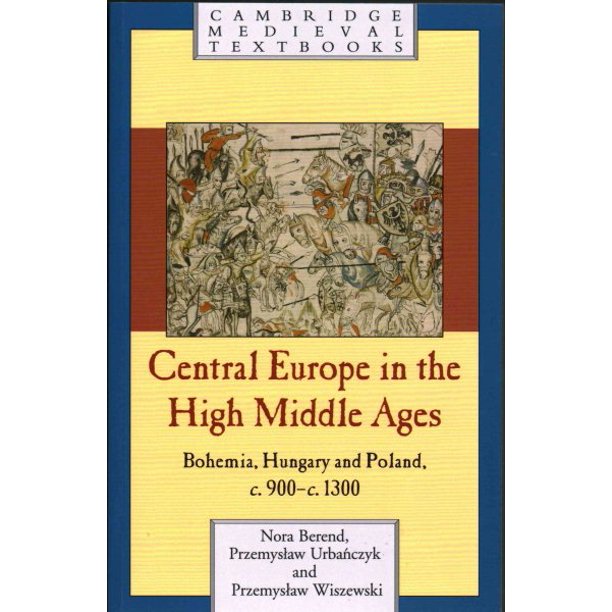 CAMBRIDGE
MEDIEVAL
TEXTBOOKS
Central Europe in the
High Middle Ages
Bohemia, Hungary and Poland,
c. 900–c. 1300
Nora Berend,
Przemysław Urbańczyk
and
Przemysław Wiszewski